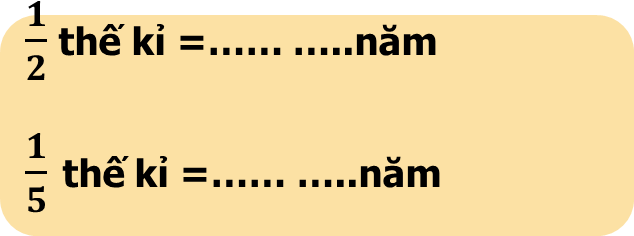 1/2 thế kỉ =...... .....năm
1/5 thế kỉ =...... .....năm